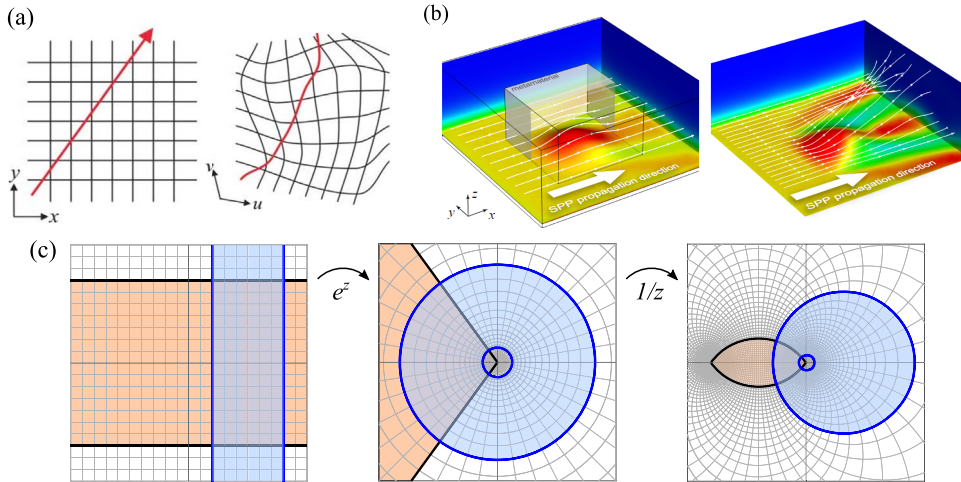 (a)
y
x
v
u
(b)
metamaterial
SPP propagation direction
z
y
x
SPP propagation direction
(c)
e^z
1/z